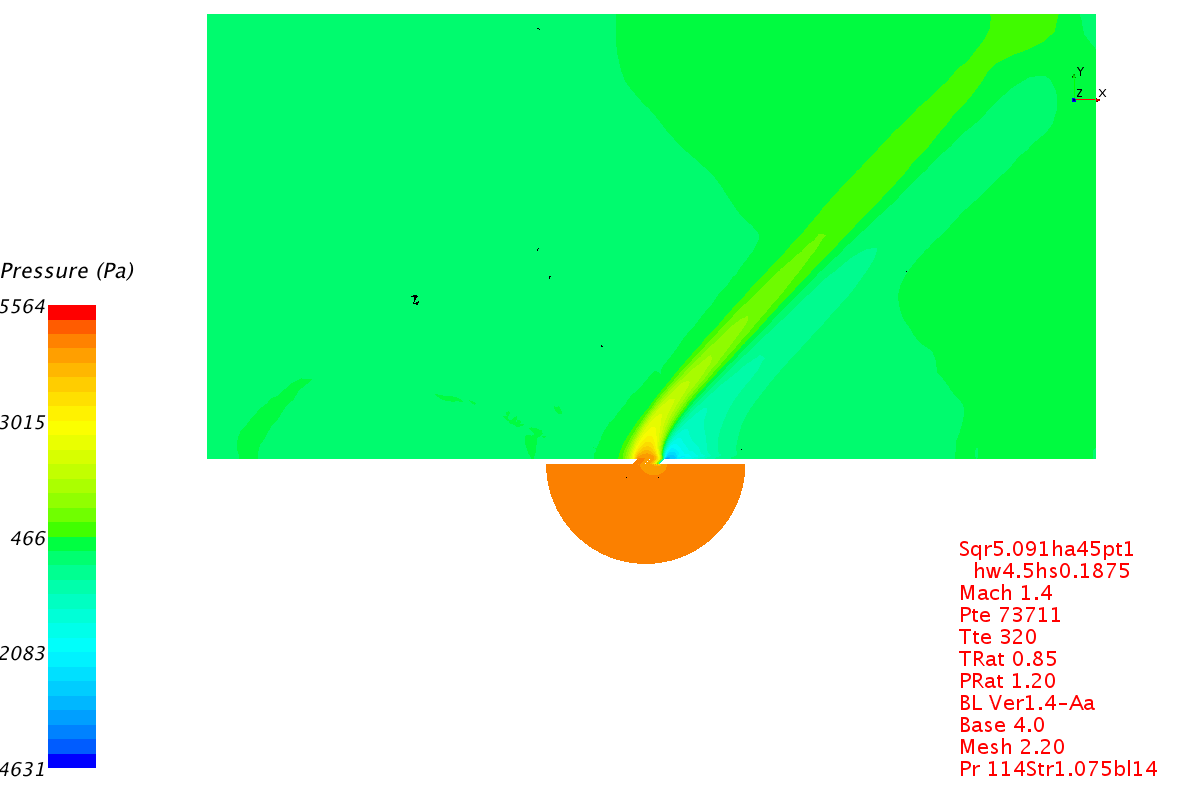 Y
Z X
Pressure (Pa)
5564
3015
466
2083
4631
Sqr5.091ha45pt1
hw4.5hs0.1875
Mach 1.4
Pte 73711
Tte 320
TRat 0.85
PRat 1.20
BL Ver1.4-Aa
Base 4.0
Mesh 2.20
Pr 114Str1.075bl14